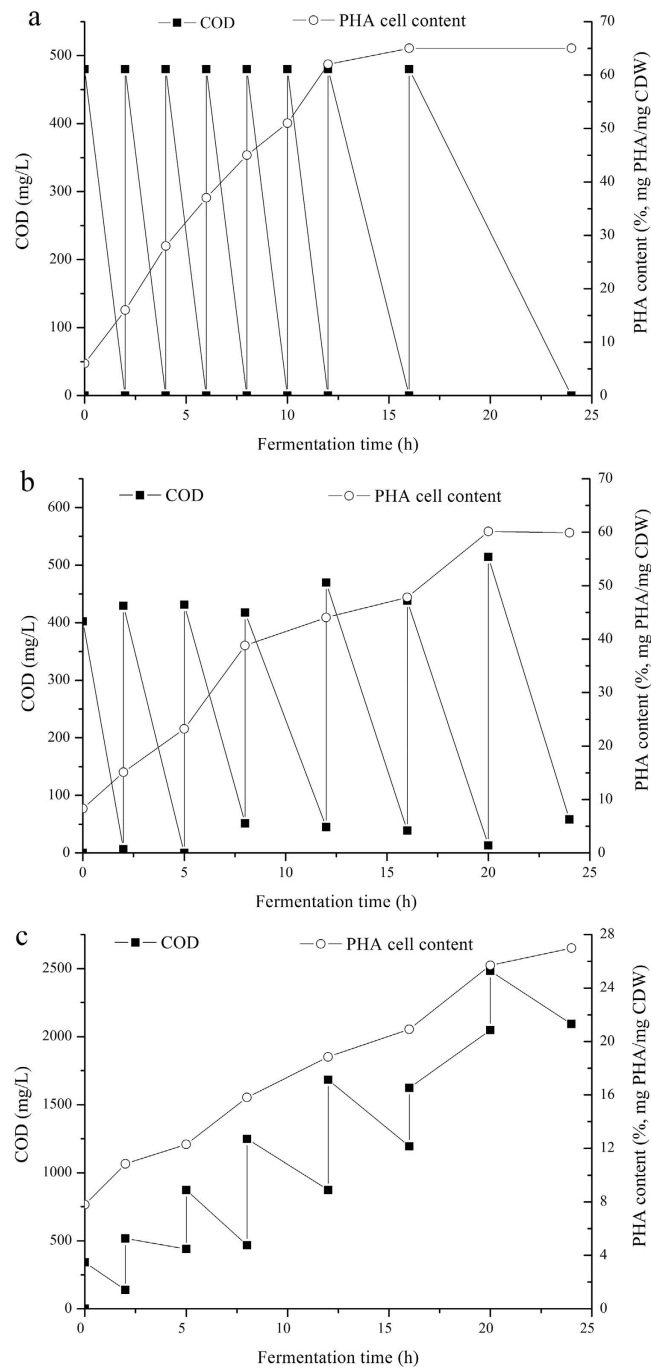 a
COD
PHA cell content
500
400
300
200
100
0
COD (mg/L)
70
60
50
40
30
20
10
0
PHA content (%, mg PHA/mg CDW)
0 5 10 15 20 25
Fermentation time (h)
b
COD
PHA cell content
600
500
400
300
200
100
0
COD (mg/L)
70
60
50
40
30
20
10
0
PHA content (%, mg PHA/mg CDW)
0 5 10 15 20 25
Fermentation time (h)
c
COD
PHA cell content
2500
2000
1500
1000
500
0
COD (mg/L)
28
24
20
16
12
8
4
0
PHA content (%, mg PHA/mg CDW)
0 5 10 15 20 25
Fermentation time (h)